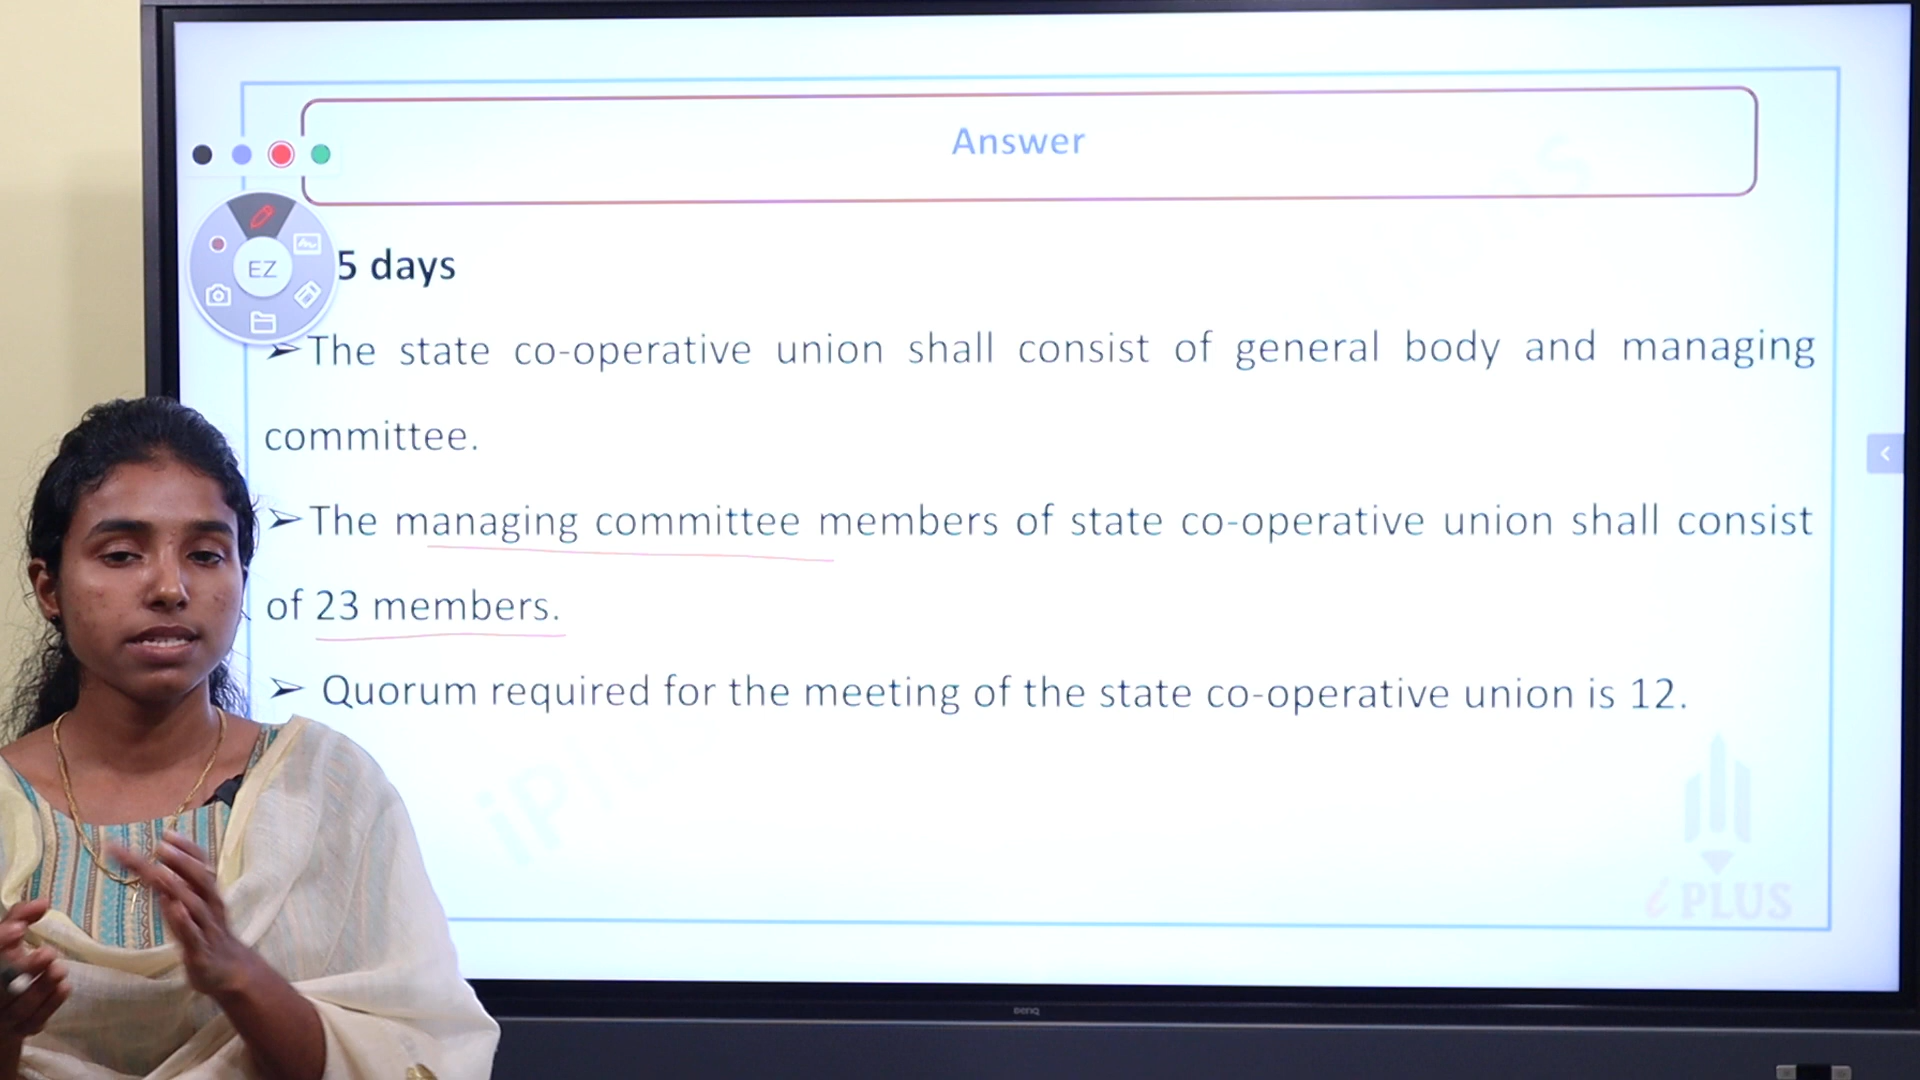 Answer
EZ
5 days
➢The state co-operative union shall consist of general body and managing
committee.
➢The managing committee members of state co-operative union shall consist
of 23 members.
➢ Quorum required for the meeting of the state co-operative union is 12.
iPlus
i PLUS
BenQ